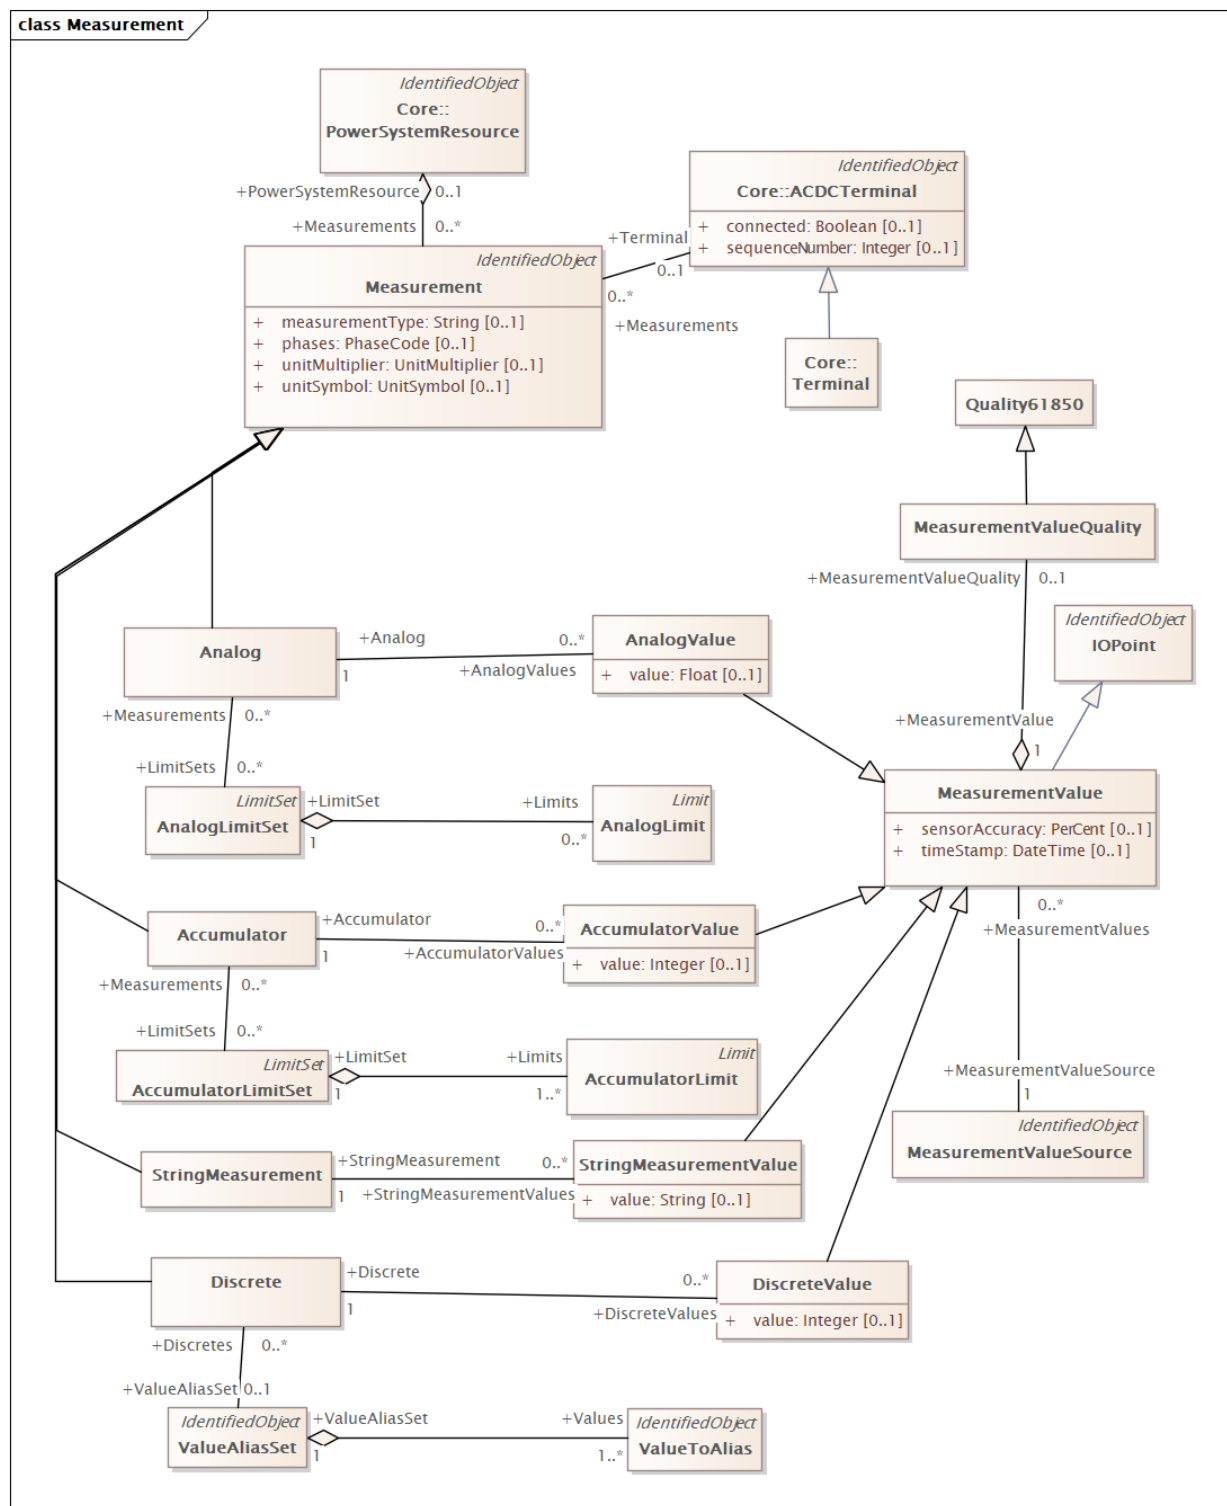 class Measurement
IdentifiedObject
Core::
PowerSystemResource
+PowerSystemResource
0..1
+Measurements
0..*
IdentifiedObject
Core::ACDCTerminal
+ connected: Boolean [0..1]
+ sequenceNumber: Integer [0..1]
+Terminal
0..1
0..*
+Measurements
IdentifiedObject
Measurement
+ measurementType: String [0..1]
+ phases: PhaseCode [0..1]
+ unitMultiplier: UnitMultiplier [0..1]
+ unitSymbol: UnitSymbol [0..1]
Core::
Terminal
Quality61850
MeasurementValueQuality
+MeasurementValueQuality
0..1
IdentifiedObject
IOPoint
Analog
+Analog
1
0..*
+AnalogValues
AnalogValue
+ value: Float [0..1]
+MeasurementValue
1
+Measurements
0..*
+LimitSets
0..*
LimitSet
AnalogLimitSet
+LimitSet
1
+Limits
0..*
Limit
AnalogLimit
MeasurementValue
+ sensorAccuracy: PerCent [0..1]
+ timeStamp: DateTime [0..1]
Accumulator
+Accumulator
1
0..*
+AccumulatorValues
AccumulatorValue
+ value: Integer [0..1]
0..*
+MeasurementValues
+Measurements
0..*
+LimitSets
0..*
LimitSet
AccumulatorLimitSet
+LimitSet
1
+Limits
1..*
Limit
AccumulatorLimit
+MeasurementValueSource
1
IdentifiedObject
MeasurementValueSource
StringMeasurement
+StringMeasurement
1
0..*
+StringMeasurementValues
StringMeasurementValue
+ value: String [0..1]
Discrete
+Discrete
1
0..*
+DiscreteValues
DiscreteValue
+ value: Integer [0..1]
+Discretes
0..*
+ValueAliasSet
0..1
IdentifiedObject
ValueAliasSet
+ValueAliasSet
1
+Values
1..*
IdentifiedObject
ValueToAlias